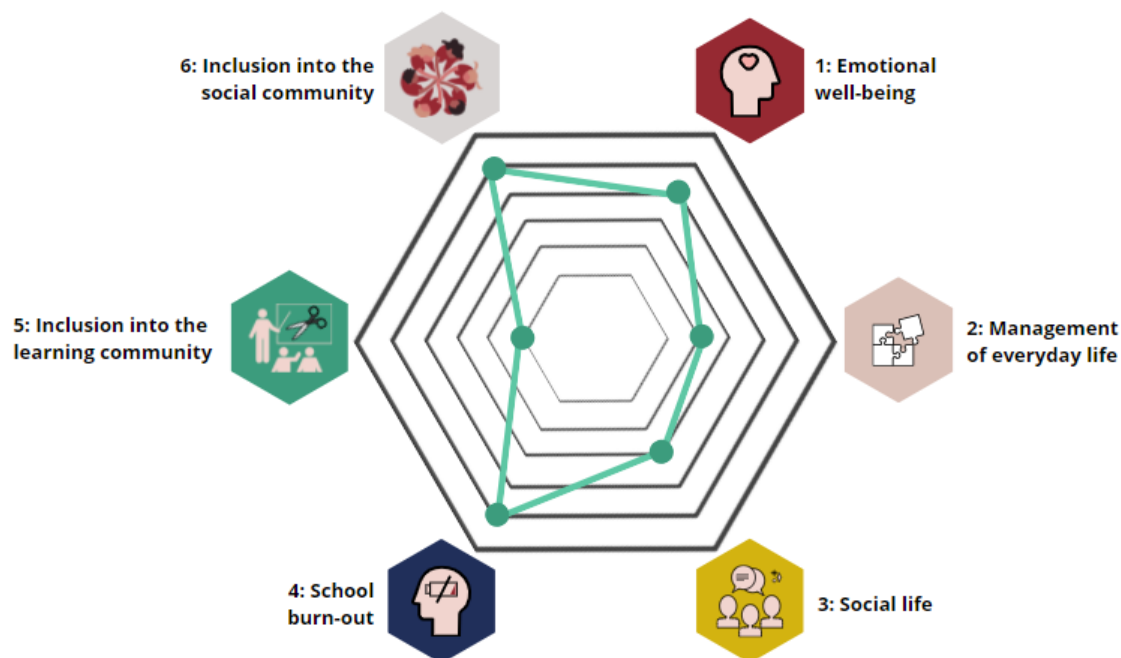 6: Inclusion into the
social community
1: Emotional
well-being
5: Inclusion into the
learning community
2: Management
of everyday life
4: School
burn-out
3: Social life